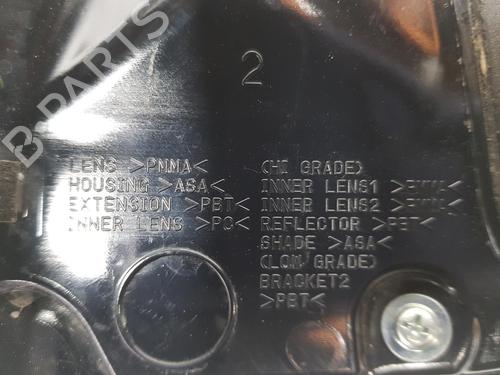 B-PARTS
2
LENS >PMMA<
HOUSING >ASA<
EXTENSION >PBT<
INNER LENS >PC<
(HI GRADE)
INNER LENS1 >PMMA<
INNER LENS2 >PMMA<
REFLECTOR >PBT<
SHADE >ASA<
(LOW GRADE)
BRACKET2
>PBT<